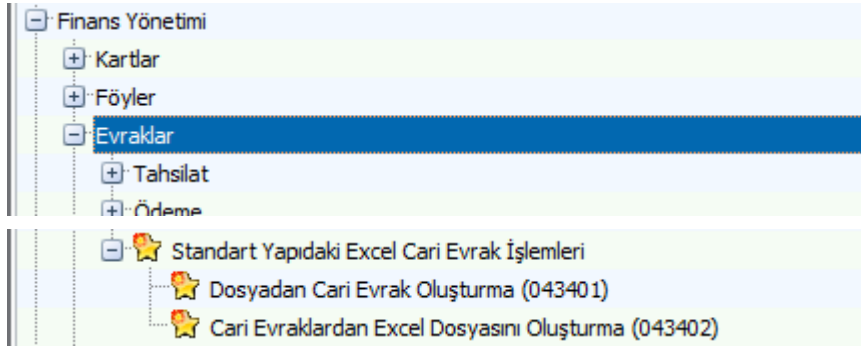 Finans Yönetimi
Kartlar
Föyler
Evraklar
Tahsilat
Ödeme
Standart Yapıdaki Excel Cari Evrak İşlemleri
Dosyadan Cari Evrak Oluşturma (043401)
Cari Evraklardan Excel Dosyasını Oluşturma (043402)